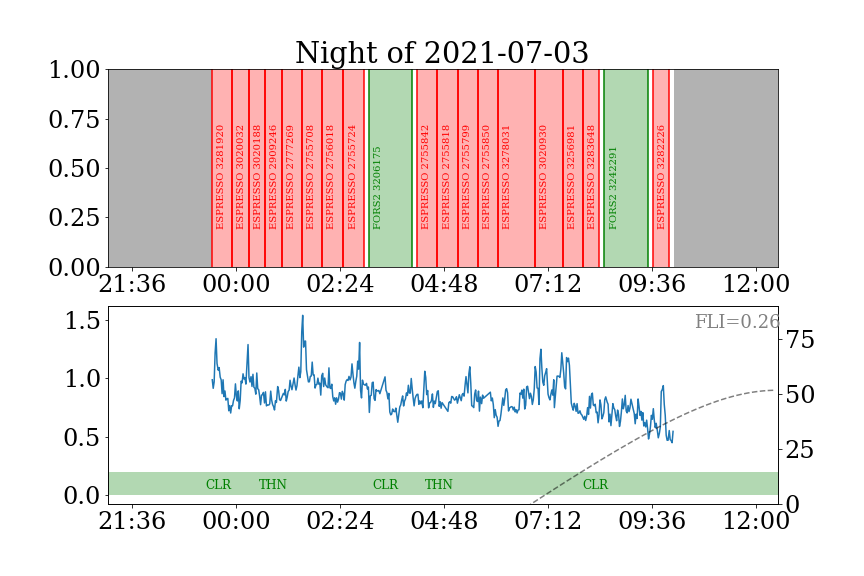 Night of 2021-07-03
1.00
0.75
0.50
0.25
0.00
ESPRESSO 3281920
ESPRESSO 3020032
ESPRESSO 3020188
ESPRESSO 2909246
ESPRESSO 2777269
ESPRESSO 2755708
ESPRESSO 2756018
ESPRESSO 2755724
FORS2 3206175
ESPRESSO 2755842
ESPRESSO 2755818
ESPRESSO 2755799
ESPRESSO 2755850
ESPRESSO 3278031
ESPRESSO 3020930
ESPRESSO 3256981
ESPRESSO 3283648
FORS2 3242291
ESPRESSO 3282226
21:36 00:00 02:24 04:48 07:12 09:36 12:00
FLI=0.26
1.5
1.0
0.5
0.0
75
50
25
0
CLR THN CLR THN CLR
21:36 00:00 02:24 04:48 07:12 09:36 12:00